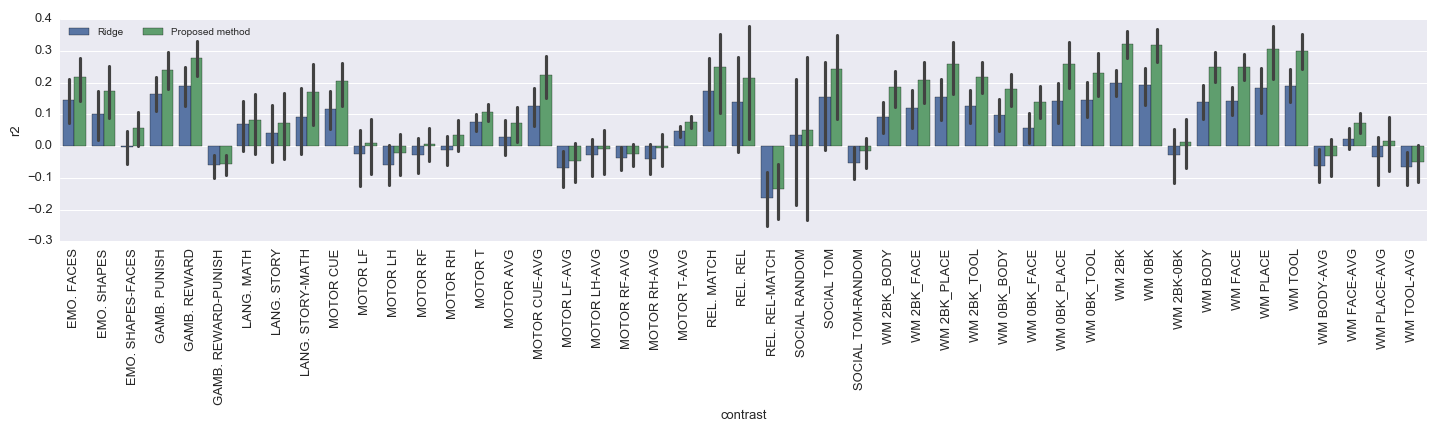 Ridge
Proposed method
r2
0.4
0.3
0.2
0.1
0.0
−0.1
−0.2
−0.3
EMO. FACES
EMO. SHAPES
EMO. SHAPES-FACES
GAMB. PUNISH
GAMB. REWARD
GAMB. REWARD-PUNISH
LANG. MATH
LANG. STORY
LANG. STORY-MATH
MOTOR CUE
MOTOR LF
MOTOR LH
MOTOR RF
MOTOR RH
MOTOR T
MOTOR AVG
MOTOR CUE-AVG
MOTOR LF-AVG
MOTOR LH-AVG
MOTOR RF-AVG
MOTOR RH-AVG
MOTOR T-AVG
REL. MATCH
REL. REL
REL. REL-MATCH
SOCIAL RANDOM
SOCIAL TOM
SOCIAL TOM-RANDOM
WM 2BK_BODY
WM 2BK_FACE
WM 2BK_PLACE
WM 2BK_TOOL
WM 0BK_BODY
WM 0BK_FACE
WM 0BK_PLACE
WM 0BK_TOOL
WM 2BK
WM 0BK
WM 2BK-0BK
WM BODY
WM FACE
WM PLACE
WM TOOL
WM BODY-AVG
WM FACE-AVG
WM PLACE-AVG
WM TOOL-AVG
contrast